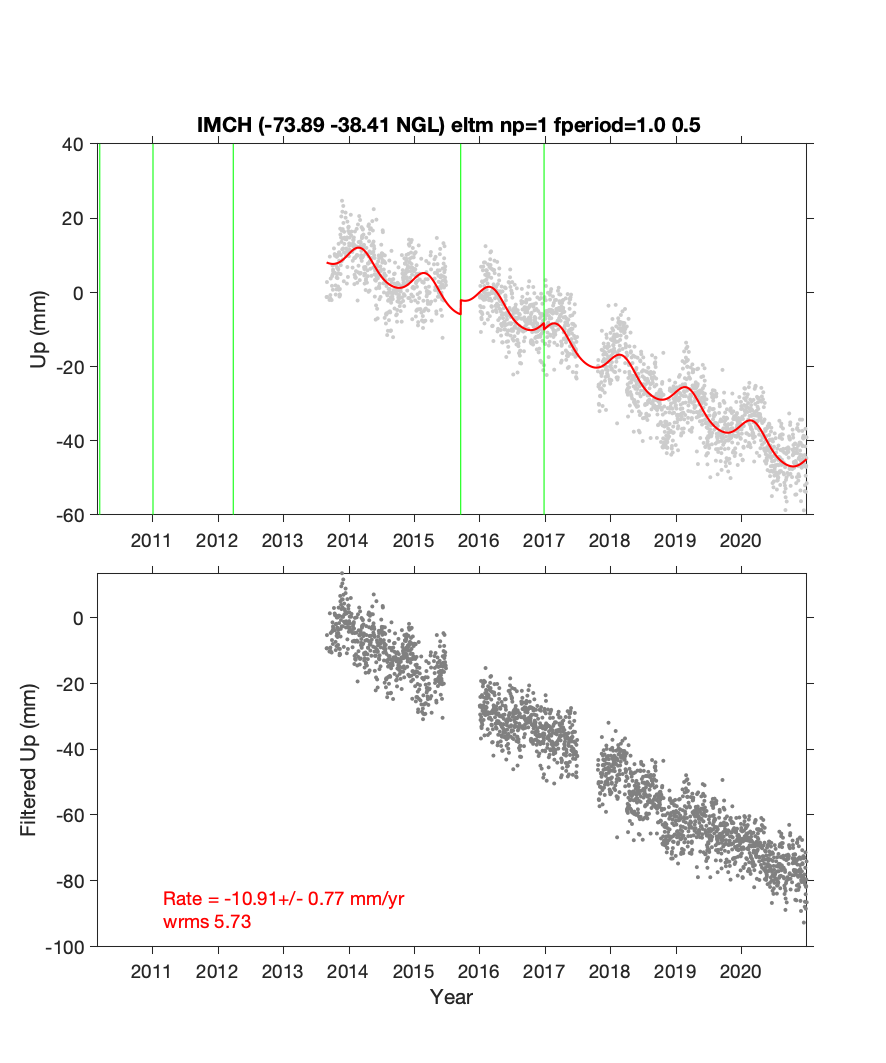 IMCH (-73.89 -38.41 NGL) eltm np=1 fperiod=1.0 0.5
40
20
0
-20
-40
-60
Up (mm)
2011 2012 2013 2014 2015 2016 2017 2018 2019 2020
0
-20
-40
-60
-80
-100
Filtered Up (mm)
Rate = -10.91+/- 0.77 mm/yr
wrms 5.73
2011 2012 2013 2014 2015 2016 2017 2018 2019 2020
Year